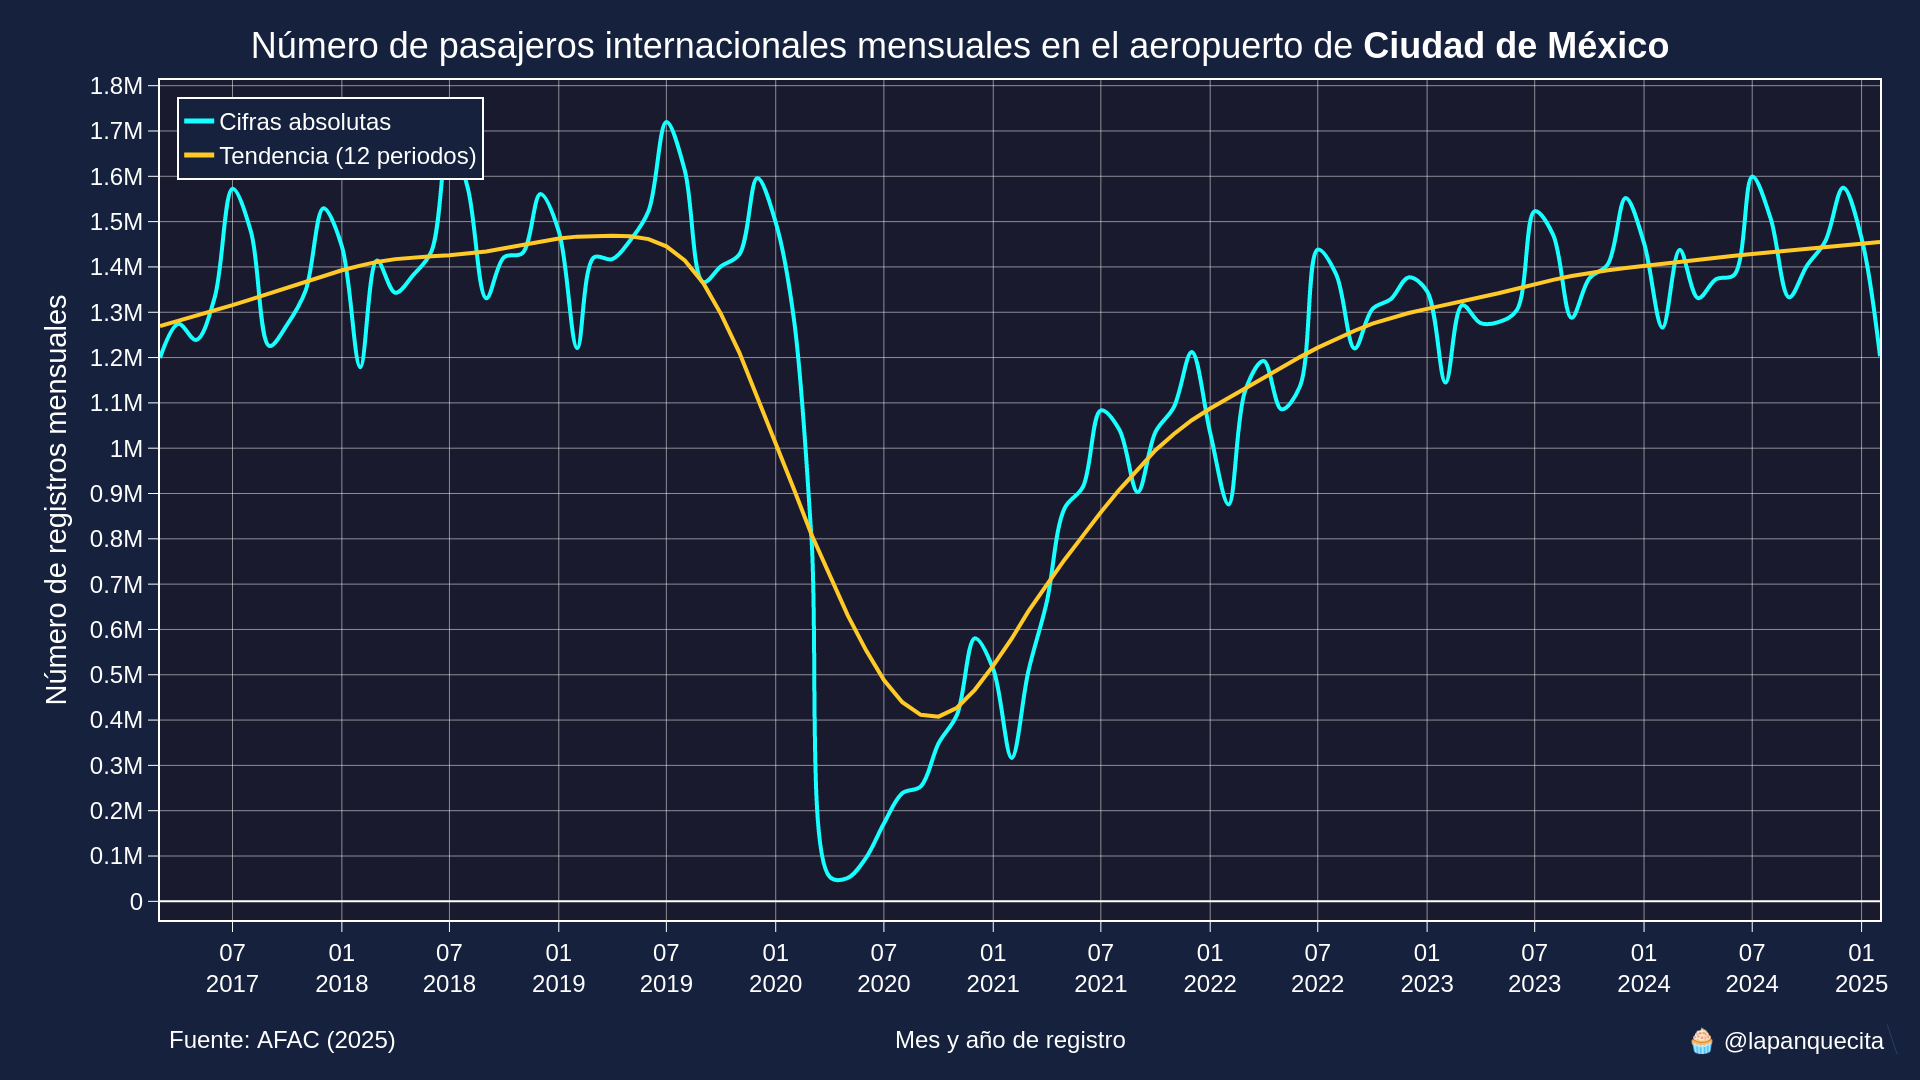 Número de pasajeros internacionales mensuales en el aeropuerto de Ciudad de México
Cifras absolutas
Tendencia (12 periodos)
Número de registros mensuales
1.8M
1.7M
1.6M
1.5M
1.4M
1.3M
1.2M
1.1M
1M
0.9M
0.8M
0.7M
0.6M
0.5M
0.4M
0.3M
0.2M
0.1M
0
07 01 07 01 07 01 07 01 07 01 07 01 07 01 07 01
2017 2018 2018 2019 2019 2020 2020 2021 2021 2022 2022 2023 2023 2024 2024 2025
Fuente: AFAC (2025)
Mes y año de registro
🧁 @lapanquecita